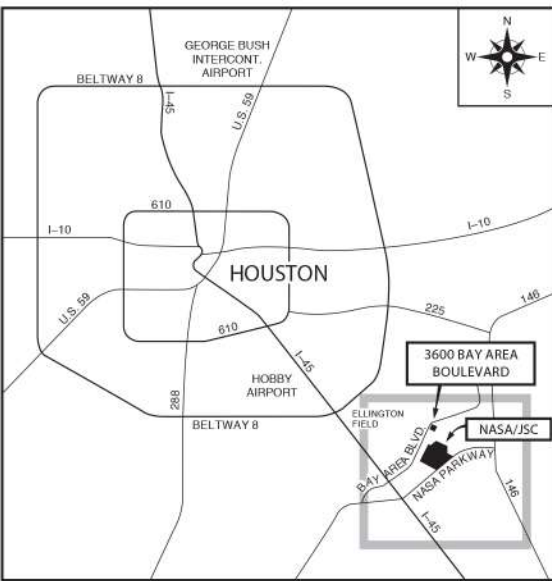 N
GEORGE BUSH
INTERCONT.
AIRPORT
W
E
BELTWAY 8
S
I–45
U.S. 59
610
I–10
I–10
HOUSTON
146
225
U.S. 59
610
I–45
3600 BAY AREA
BOULEVARD
HOBBY
AIRPORT
288
ELLINGTON
FIELD
BELTWAY 8
NASA/JSC
BAY AREA BLVD.
NASA PARKWAY
146
I–45